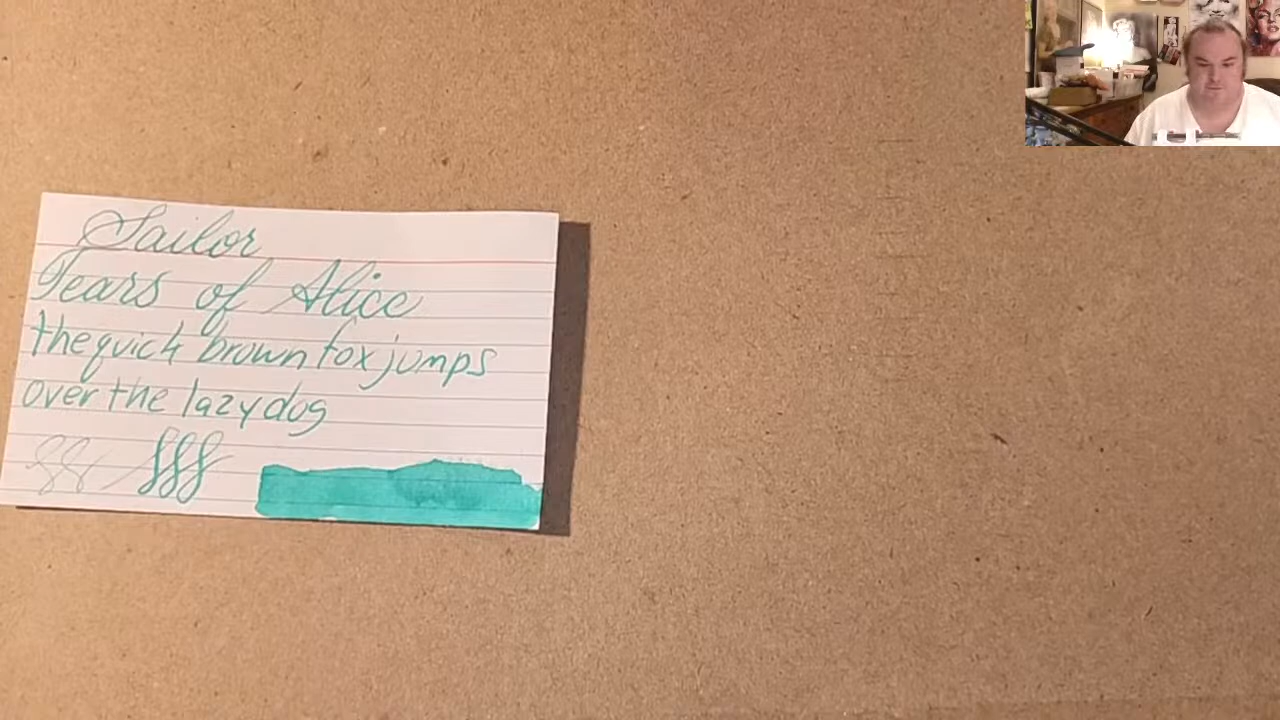 Sailor
Tears of Alice
the quick brown fox jumps
over the lazy dog